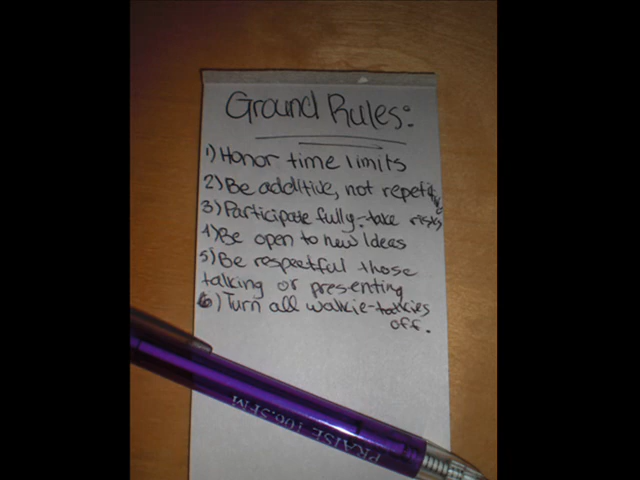 Ground Rules:
1) Honor time limits
2) Be additive, not repetitive
3) Participate fully-take risks
4) Be open to new Ideas
5) Be respectful those
talking or presenting
6) Turn all walkie-talkies
off.
PRAISE 106.5FM